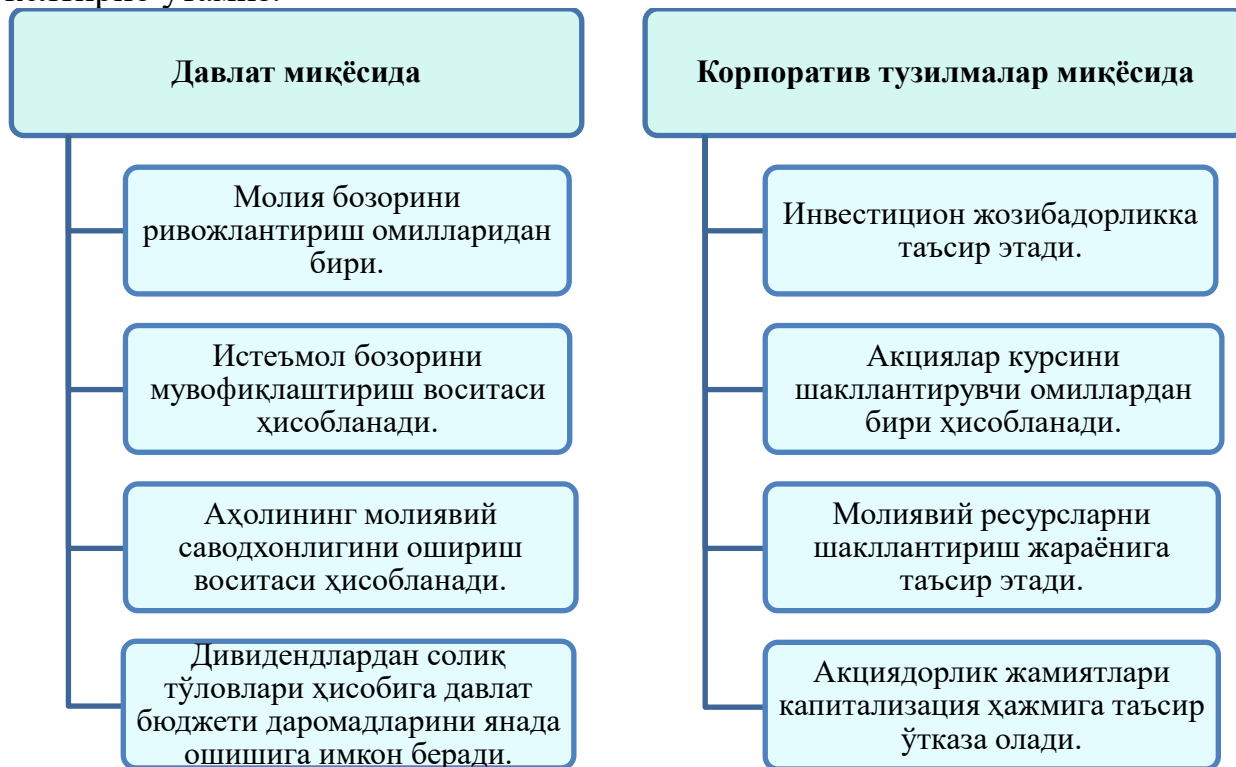 Давлат миқёсида
Молия бозорини
ривожлантириш омилларидан
бири.
Истеъмол бозорини
мувофиқлаштириш воситаси
ҳисобланади.
Аҳолининг молиявий
саводхонлигини ошириш
воситаси ҳисобланади.
Дивидендлардан солиқ
тўловлари ҳисобига давлат
бюджети даромадларини янада
ошишига имкон беради.
Корпоратив тузилмалар миқёсида
Инвестицион жозибадорликка
таъсир этади.
Акциялар курсини
шакллантирувчи омиллардан
бири ҳисобланади.
Молиявий ресурсларни
шакллантириш жараёнига
таъсир этади.
Акциядорлик жамиятлари
капитализация ҳажмига таъсир
ўтказа олади.